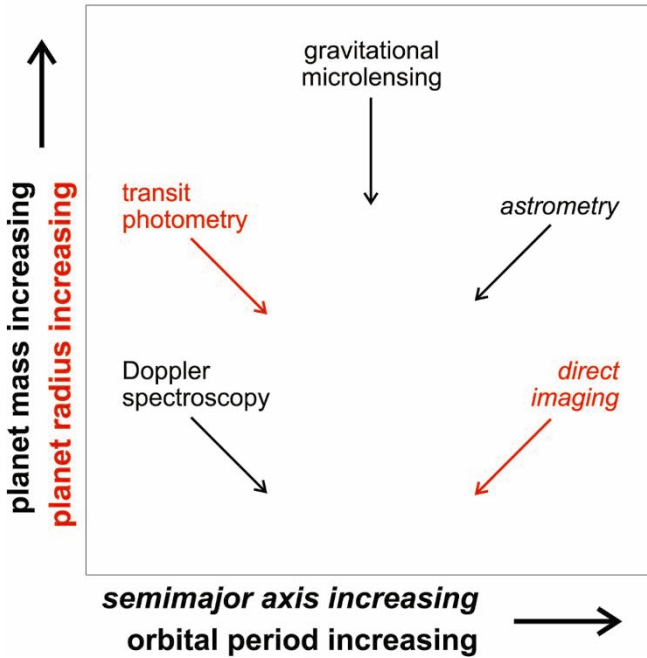 gravitational
microlensing
transit
photometry
astrometry
Doppler
spectroscopy
direct
imaging
planet mass increasing
planet radius increasing
semimajor axis increasing
orbital period increasing